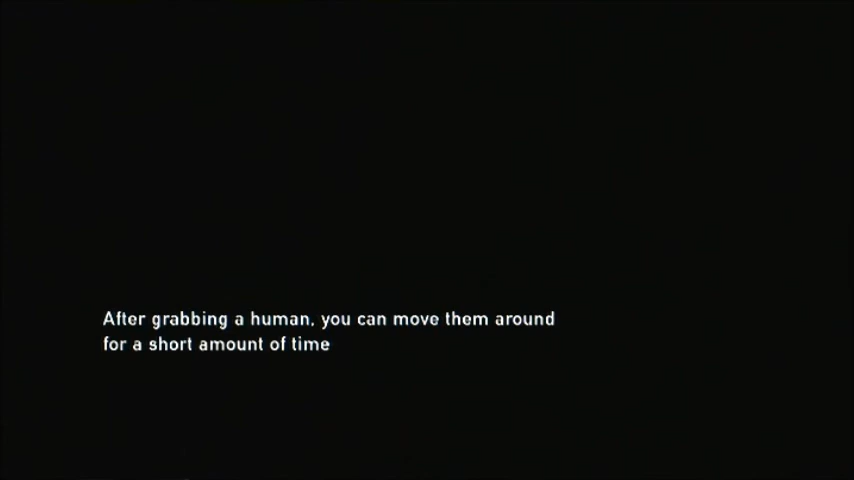 After grabbing a human, you can move them around
for a short amount of time